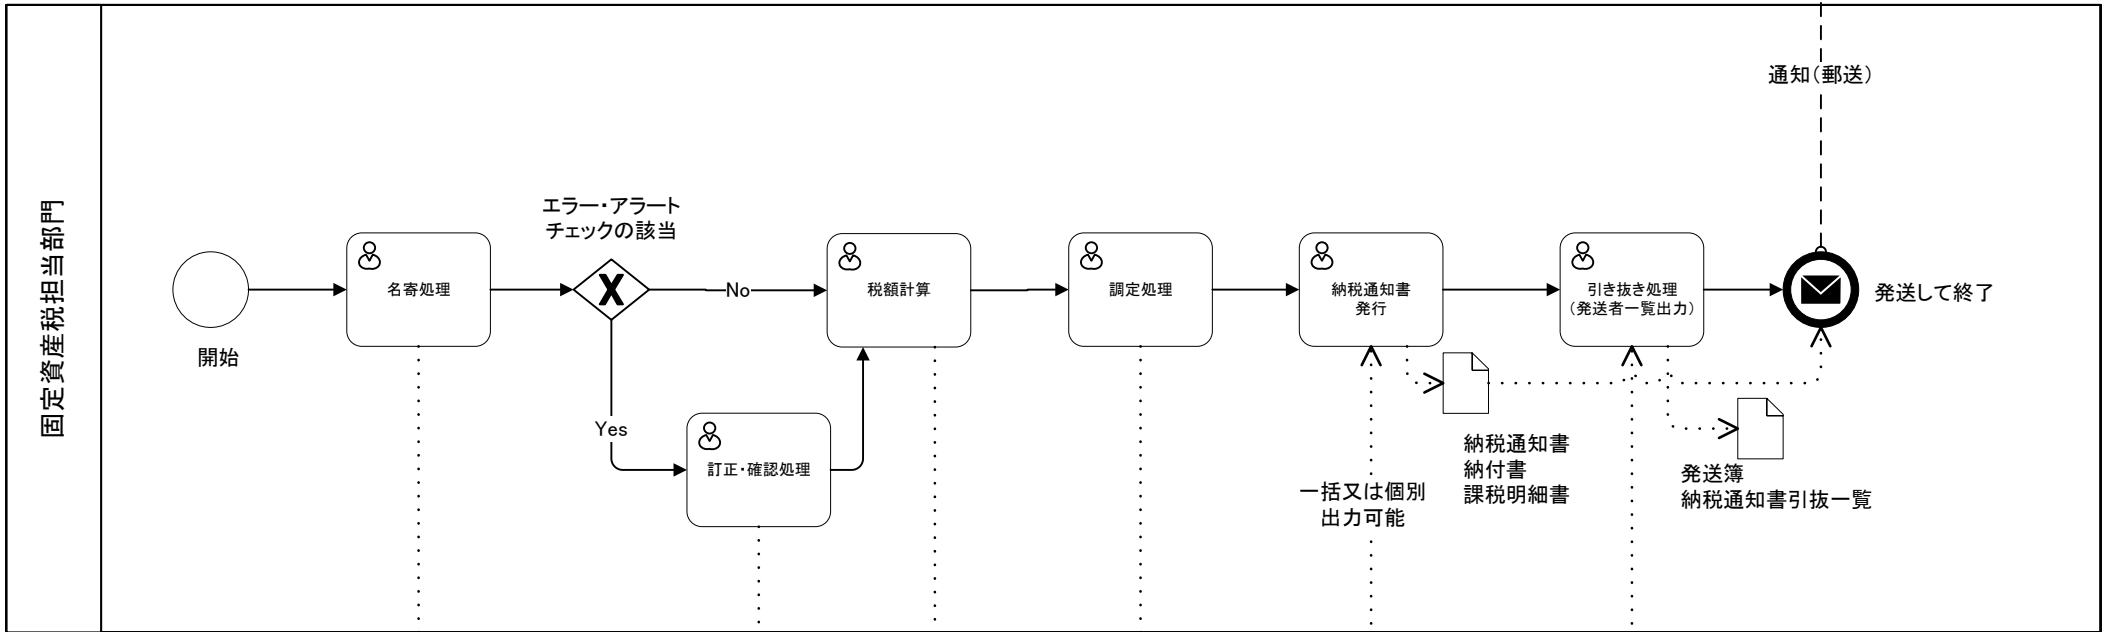 固定資産税担当部門
開始
名寄処理
エラー・アラート
チェックの該当
No
Yes
訂正・確認処理
税額計算
調定処理
納税通知書
発行
一括又は個別
出力可能
納税通知書
納付書
課税明細書
引き抜き処理
（発送者一覧出力）
発送簿
納税通知書引抜一覧
通知（郵送）
発送して終了